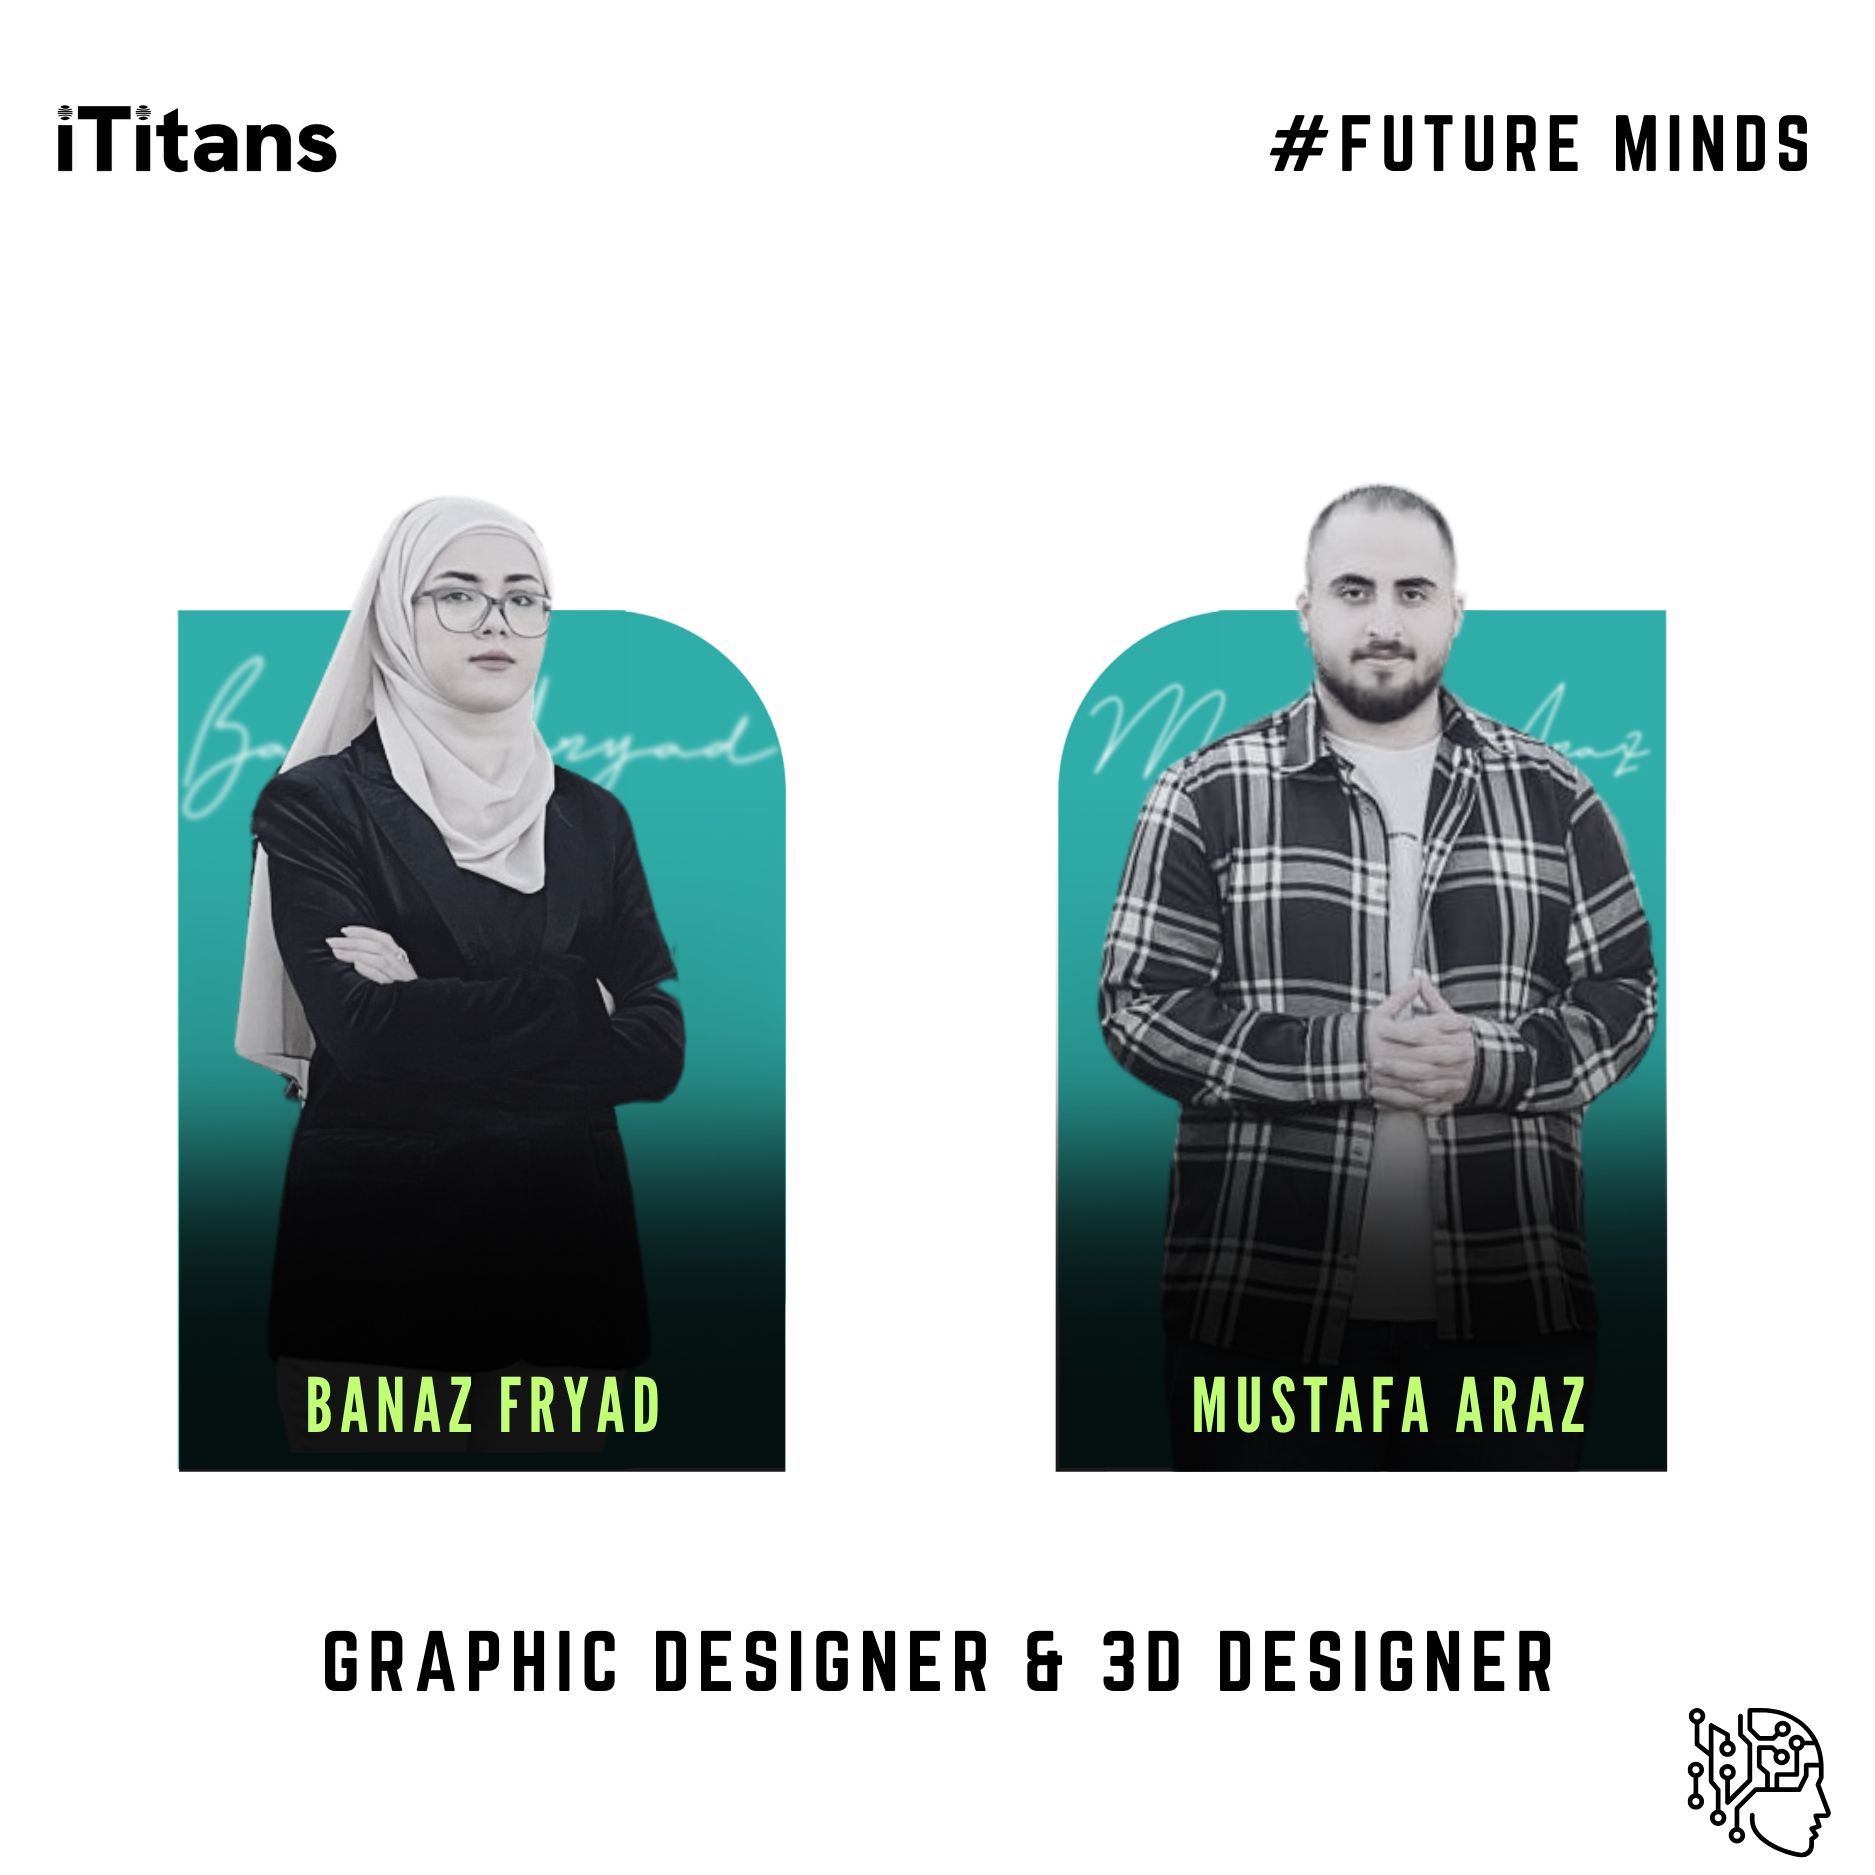 iTitans
#FUTURE MINDS
BANAZ FRYAD
MUSTAFA ARAZ
GRAPHIC DESIGNER & 3D DESIGNER